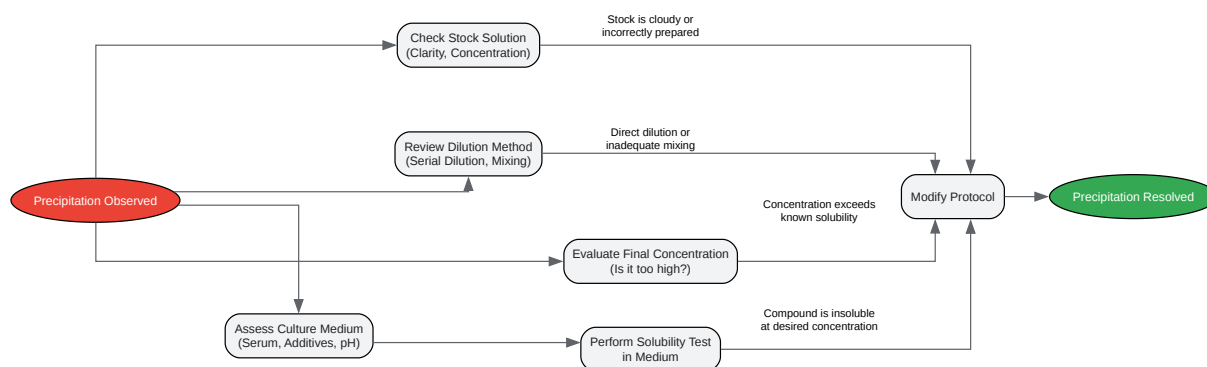 Stock is cloudy or
incorrectly prepared
Check Stock Solution
(Clarity, Concentration)
Direct dilution or
inadequate mixing
Review Dilution Method
(Serial Dilution, Mixing)
Precipitation Observed
Modify Protocol
Precipitation Resolved
Concentration exceeds
known solubility
Evaluate Final Concentration
(Is it too high?)
Compound is insoluble
at desired concentration
Assess Culture Medium
(Serum, Additives, pH)
Perform Solubility Test
in Medium